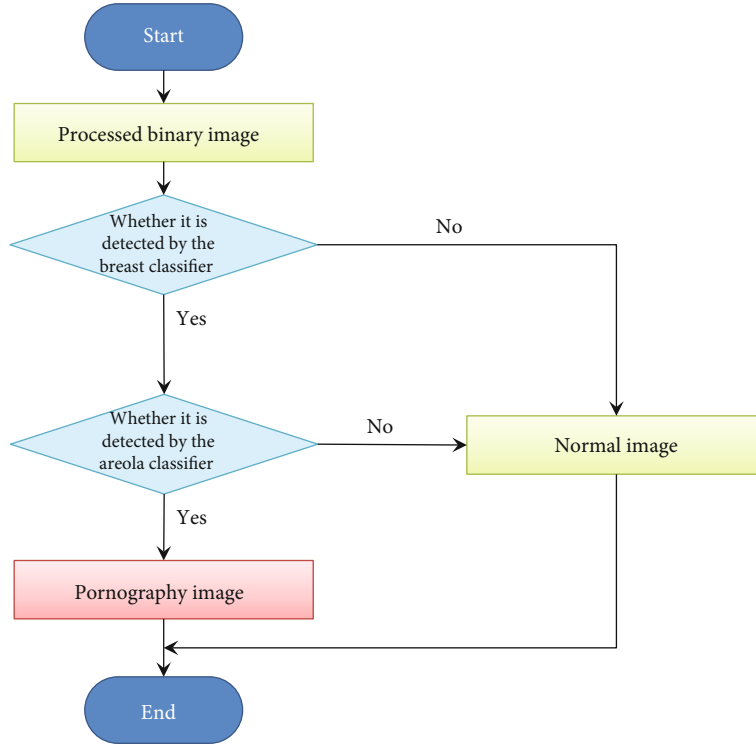 Start
Processed binary image
Whether it is
detected by the
breast classifier
No
Yes
Whether it is
detected by the
areola classifier
No
Normal image
Yes
Pornography image
End